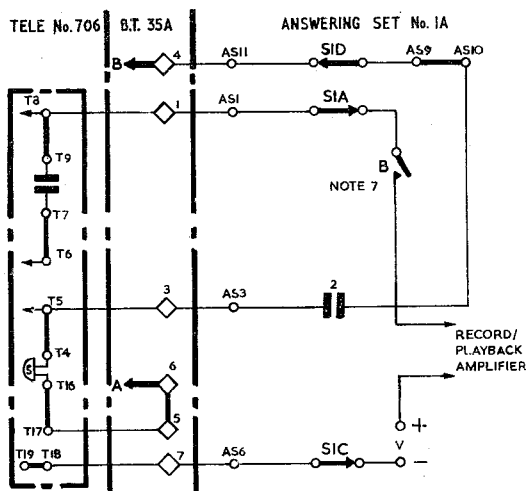 TELE No. 706 B.T. 35A ANSWERING SET No. 1A
B 4 AS11 S1D AS9 AS10
T8 1 AS1 S1A
T9
B
NOTE 7
T7
T6
T5 3 AS3 2
RECORD/
PLAYBACK
AMPLIFIER
T4
S
T16 A 6
T17 5
+
V
T19 T18 7 AS6 S1C −